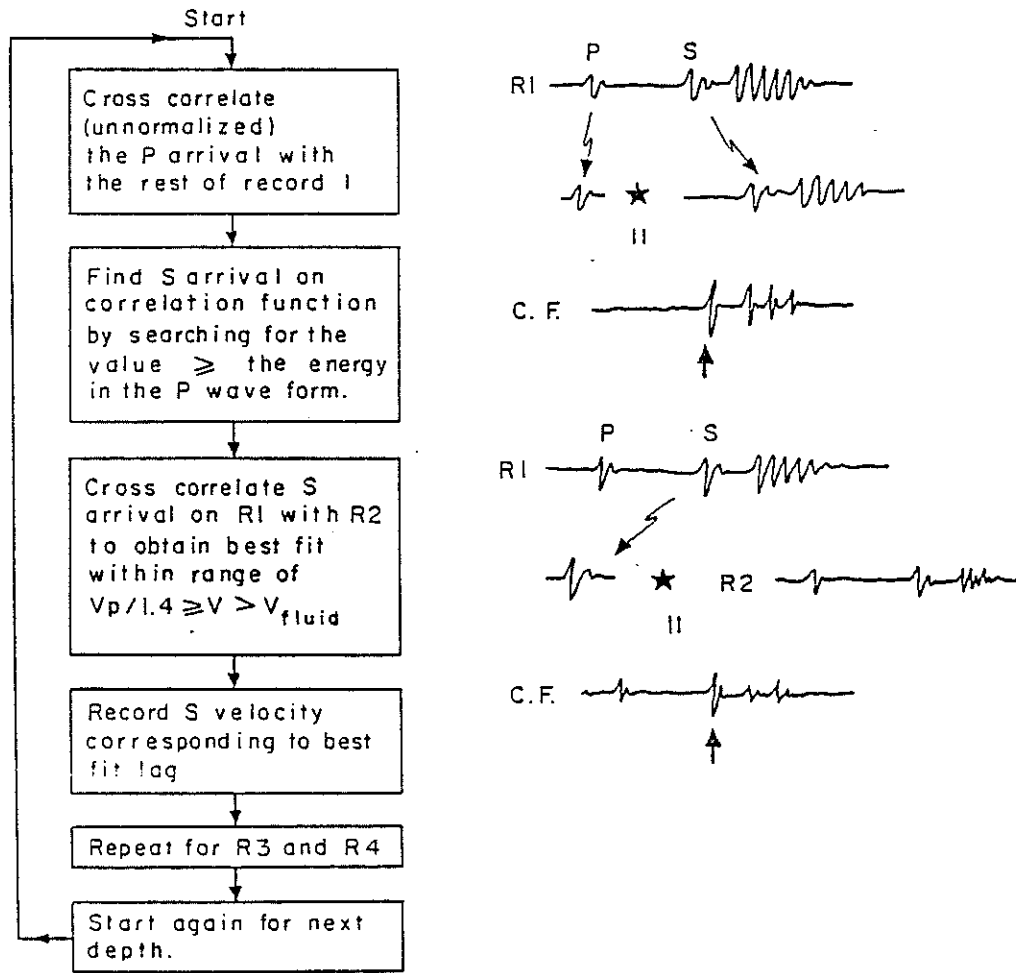 Start
Cross correlate
(unnormalized)
the P arrival with
the rest of record 1
Find S arrival on
correlation function
by searching for the
value ⩾ the energy
in the P wave form.
Cross correlate S
arrival on R1 with R2
to obtain best fit
within range of
Vp/1.4 ⩾ V > Vfluid
Record S velocity
corresponding to best
fit lag
Repeat for R3 and R4
Start again for next
depth.
P S
R1
★
=
C. F.
P S
R1
★ R2
=
C. F.